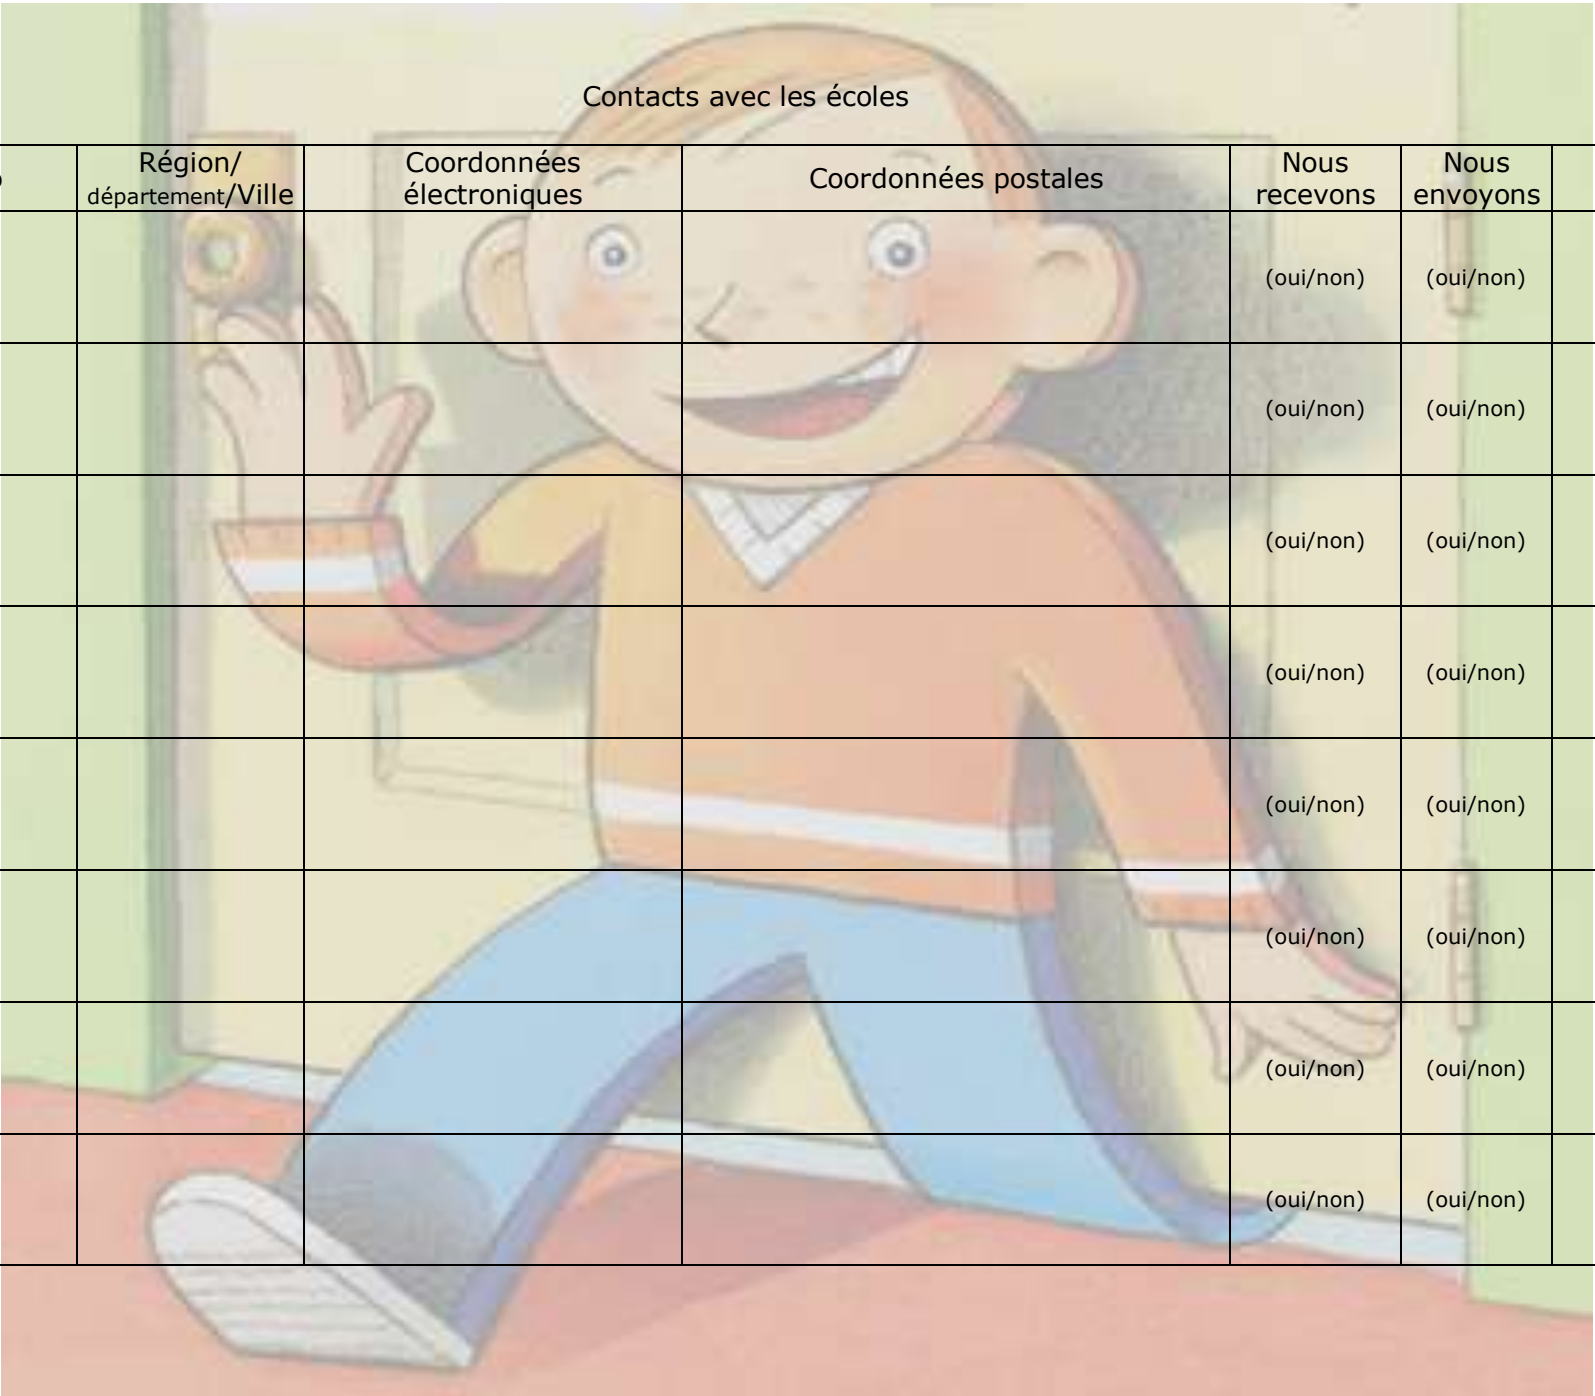 Contacts avec les écoles
Région/
département/Ville
Coordonnées
électroniques
Coordonnées postales
Nous
recevons
Nous
envoyons
(oui/non) (oui/non)
(oui/non) (oui/non)
(oui/non) (oui/non)
(oui/non) (oui/non)
(oui/non) (oui/non)
(oui/non) (oui/non)
(oui/non) (oui/non)
(oui/non) (oui/non)